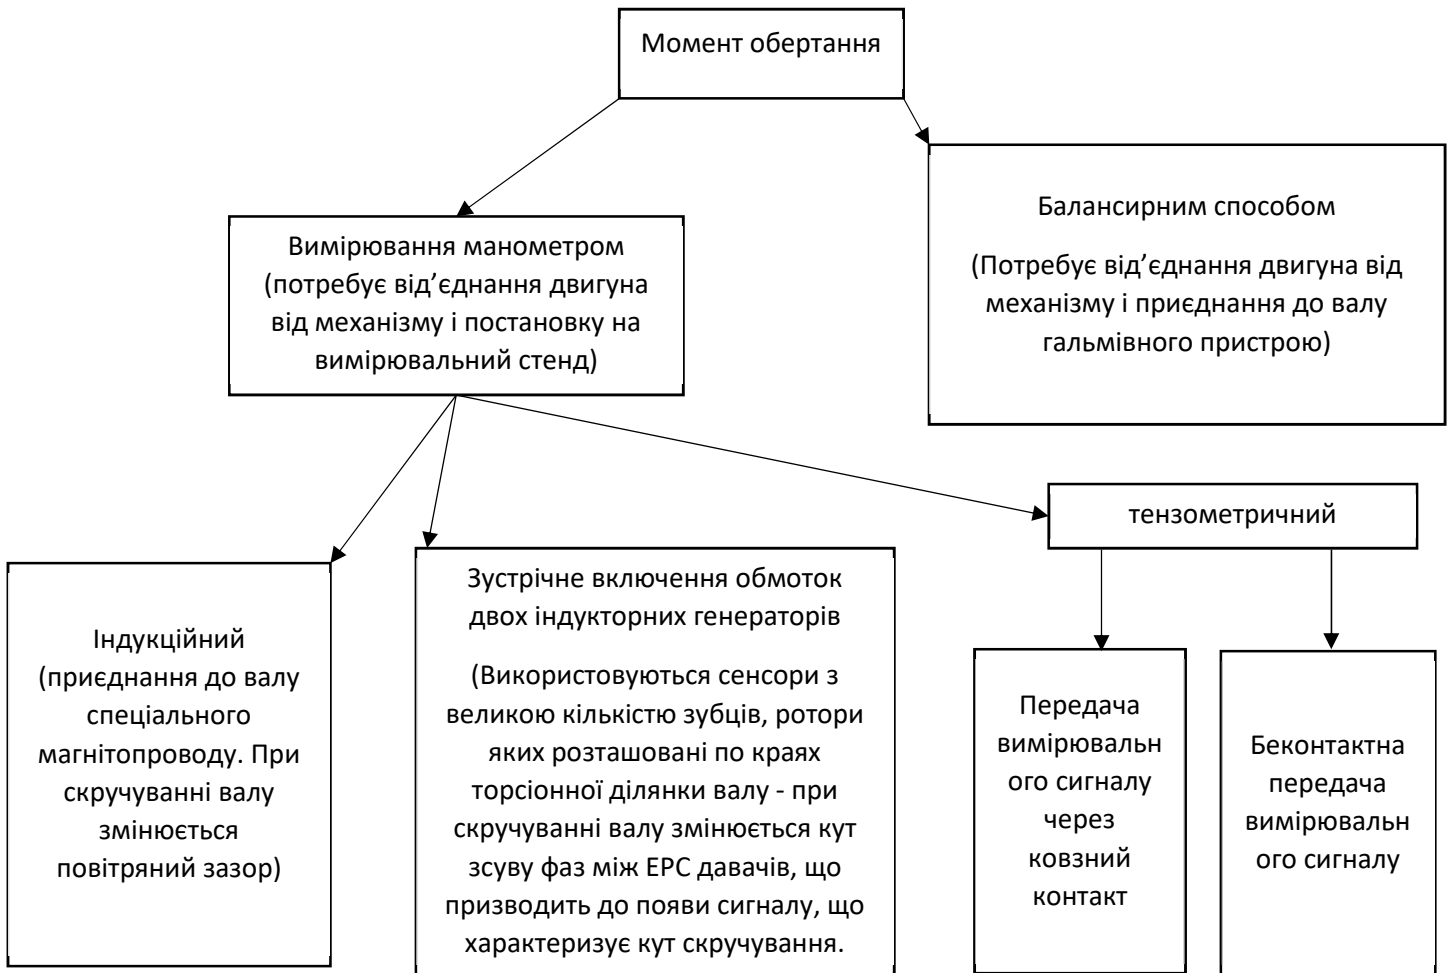 Момент обертання
Балансирним способом
(Потребує від’єднання двигуна від
механізму і приєднання до валу
гальмівного пристрою)
Вимірювання манометром
(потребує від’єднання двигуна
від механізму і постановку на
вимірювальний стенд)
тензометричний
Індукційний
(приєднання до валу
спеціального
магнітопроводу. При
скручуванні валу
змінюється
повітряний зазор)
Зустрічне включення обмоток
двох індукторних генераторів
(Використовуються сенсори з
великою кількістю зубців, ротори
яких розташовані по краях
торсіонної ділянки валу - при
скручуванні валу змінюється кут
зсуву фаз між ЕРС давачів, що
призводить до появи сигналу, що
характеризує кут скручування.
Передача
вимірювальн
ого сигналу
через
ковзний
контакт
Беконтактна
передача
вимірювальн
ого сигналу